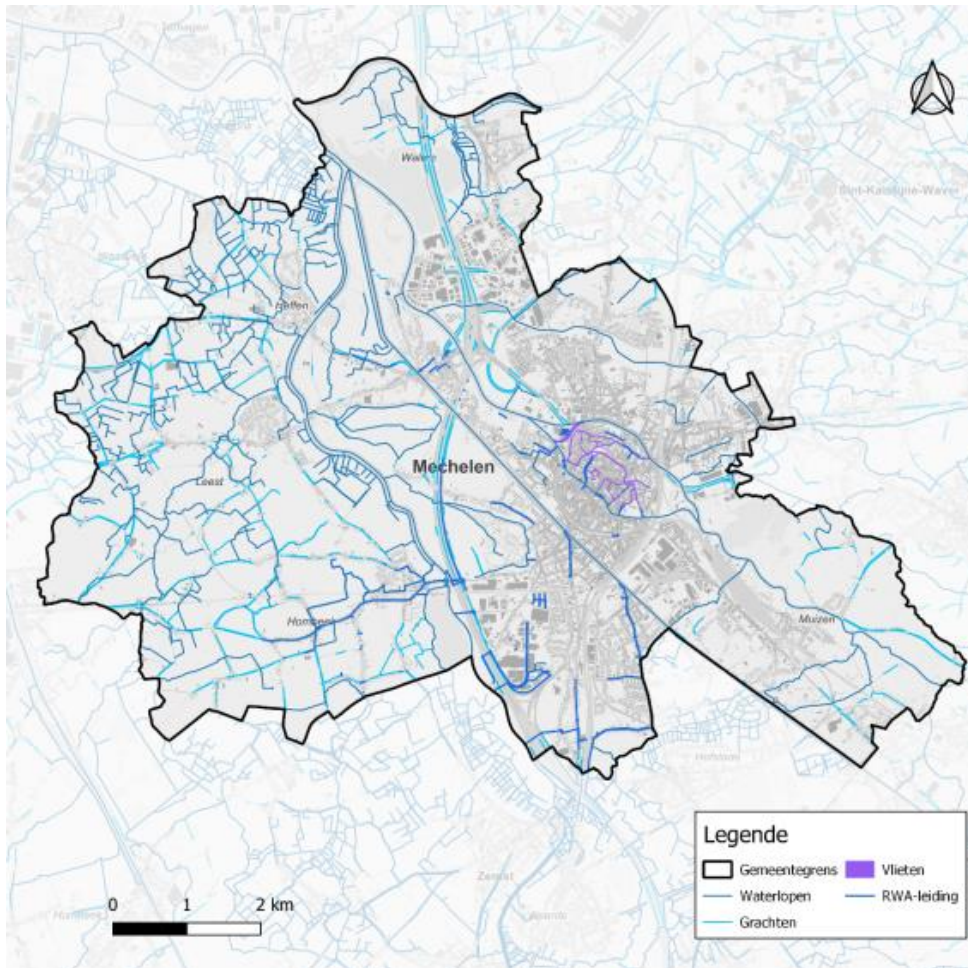 Walem
Sint-Katelijne-Waver
Heffen
Mechelen
Leest
Hombeek
Muizen
Hofstade
Zemst
Legende
Gemeentegrens Vlieten
Waterlopen RWA-leiding
Grachten
0 1 2 km